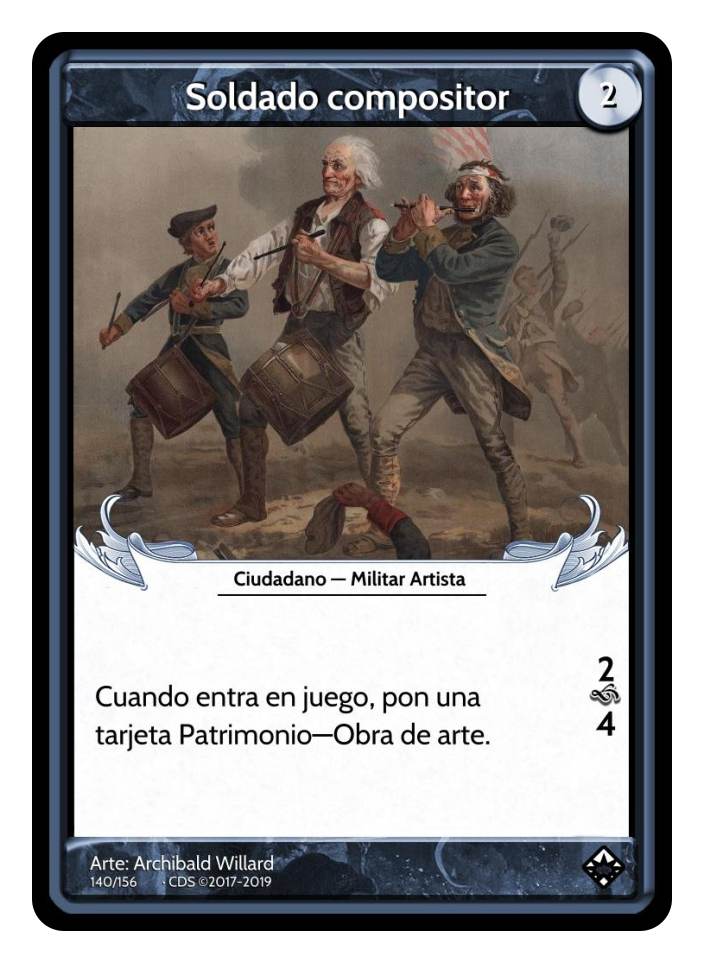 Soldado compositor
2
Ciudadano — Militar Artista
Cuando entra en juego, pon una
tarjeta Patrimonio—Obra de arte.
2
4
Arte: Archibald Willard
140/156 · CDS ©2017-2019